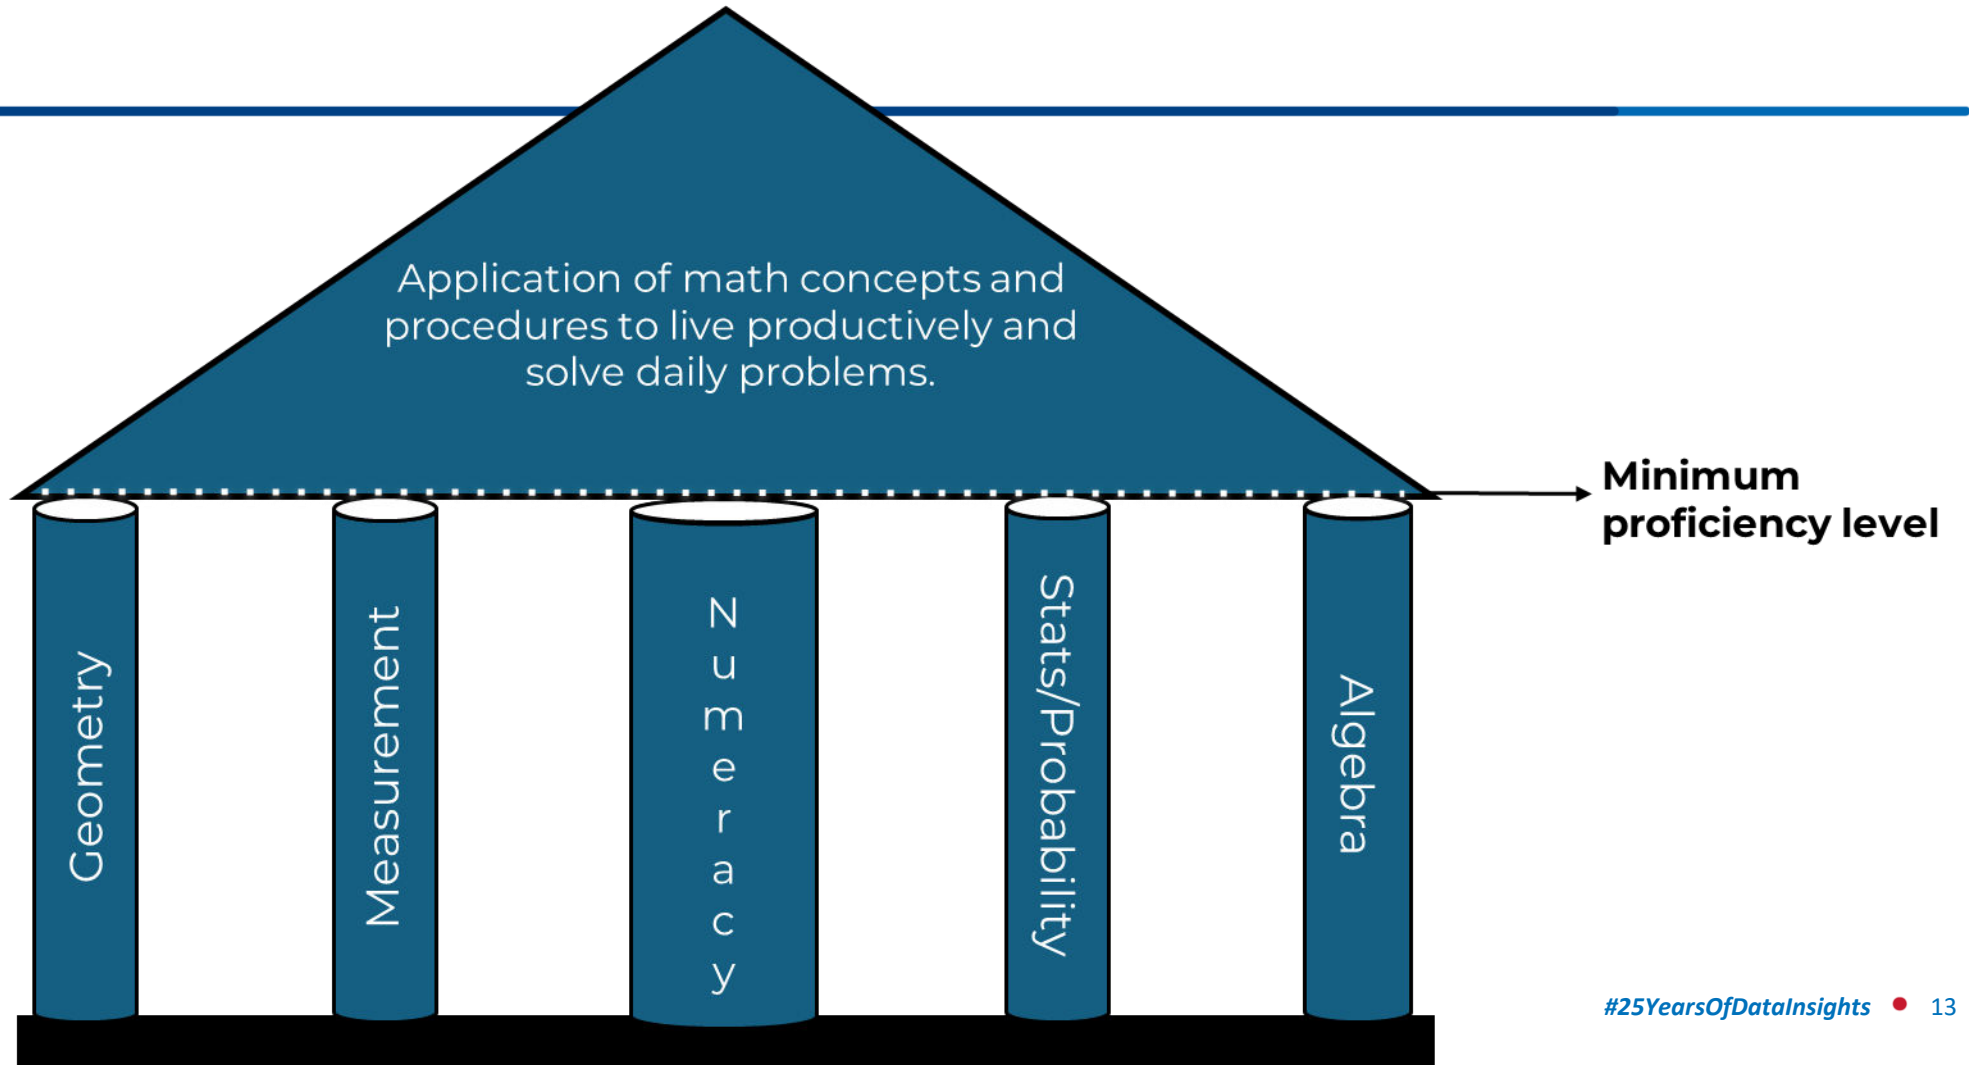 Application of math concepts and
procedures to live productively and
solve daily problems.
Minimum
proficiency level
Geometry
Measurement
Numeracy
Stats/Probability
Algebra
#25YearsOfDataInsights • 13